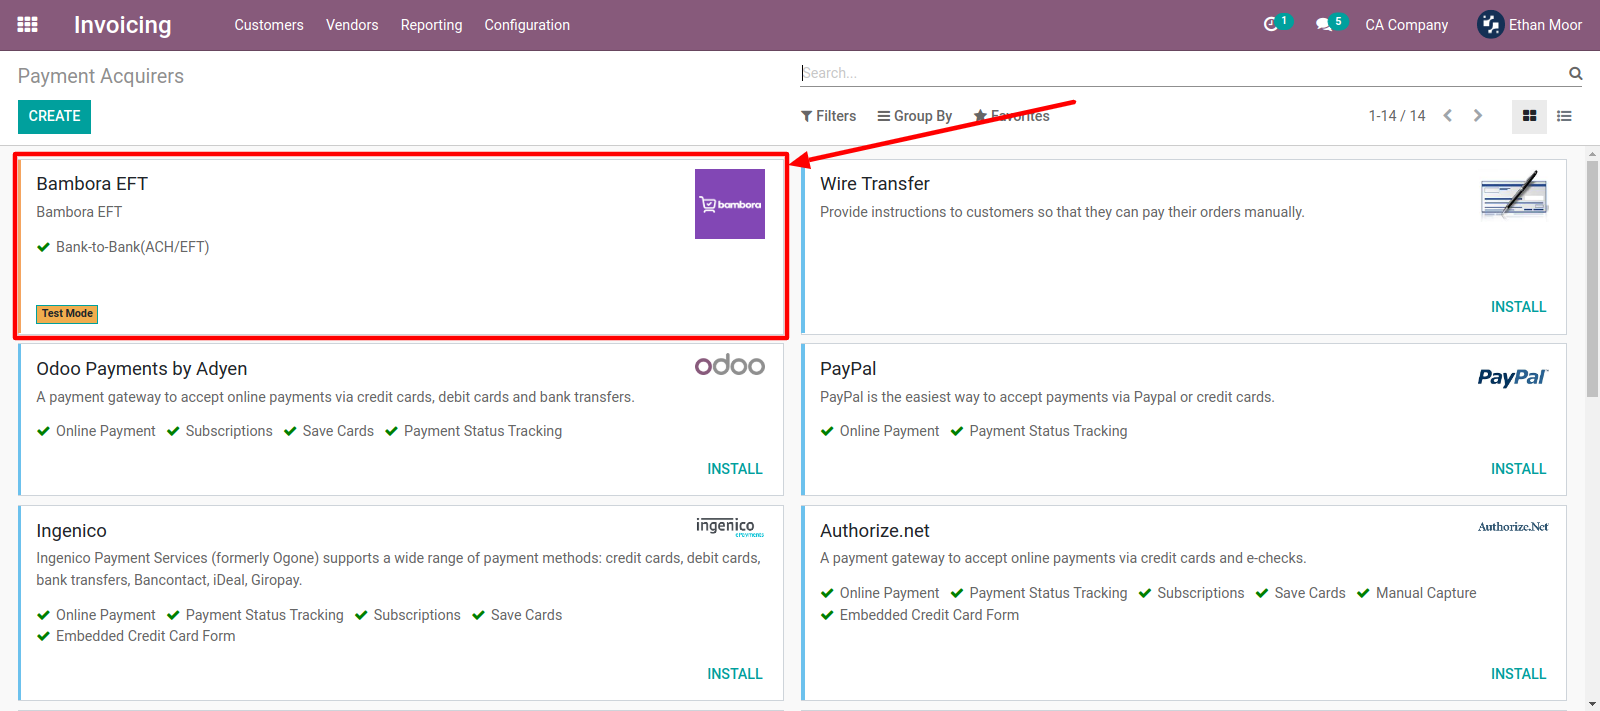 Invoicing Customers Vendors Reporting Configuration 1 5 CA Company Ethan Moor
Payment Acquirers
Search...
CREATE
Filters Group By Favorites 1-14 / 14
Bambora EFT
Bambora EFT
Bank-to-Bank(ACH/EFT)
Test Mode
bambora
Wire Transfer
Provide instructions to customers so that they can pay their orders manually.
INSTALL
Odoo Payments by Adyen
odoo
A payment gateway to accept online payments via credit cards, debit cards and bank transfers.
Online Payment Subscriptions Save Cards Payment Status Tracking
INSTALL
PayPal
PayPal
PayPal is the easiest way to accept payments via Paypal or credit cards.
Online Payment Payment Status Tracking
INSTALL
Ingenico
ingenico
epayments
Ingenico Payment Services (formerly Ogone) supports a wide range of payment methods: credit cards, debit cards,
bank transfers, Bancontact, iDeal, Giropay.
Online Payment Payment Status Tracking Subscriptions Save Cards
Embedded Credit Card Form
INSTALL
Authorize.net
Authorize.Net
A payment gateway to accept online payments via credit cards and e-checks.
Online Payment Payment Status Tracking Subscriptions Save Cards Manual Capture
Embedded Credit Card Form
INSTALL